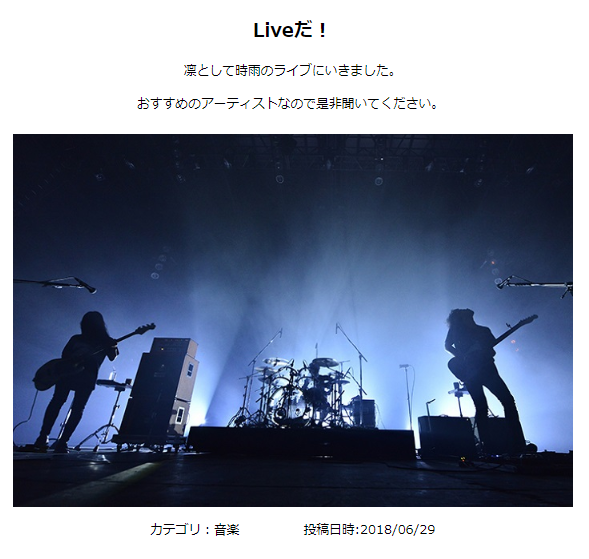 Liveだ！
凛として時雨のライブにいきました。
おすすめのアーティストなので是非聞いてください。
カテゴリ：音楽 投稿日時:2018/06/29